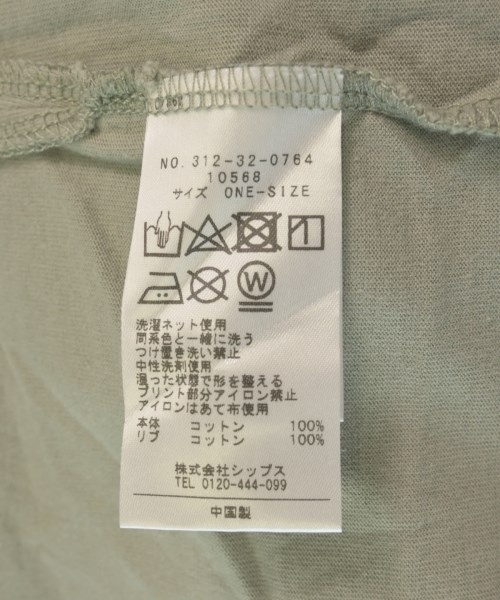 NO. 312-32-0764
10568
サイズ ONE-SIZE
W
洗濯ネット使用
同系色と一緒に洗う
つけ置き洗い禁止
中性洗剤使用
湿った状態で形を整える
プリント部分アイロン禁止
アイロンはあて布使用
本体 コットン 100%
リブ コットン 100%
株式会社シップス
TEL 0120-444-099
中国製